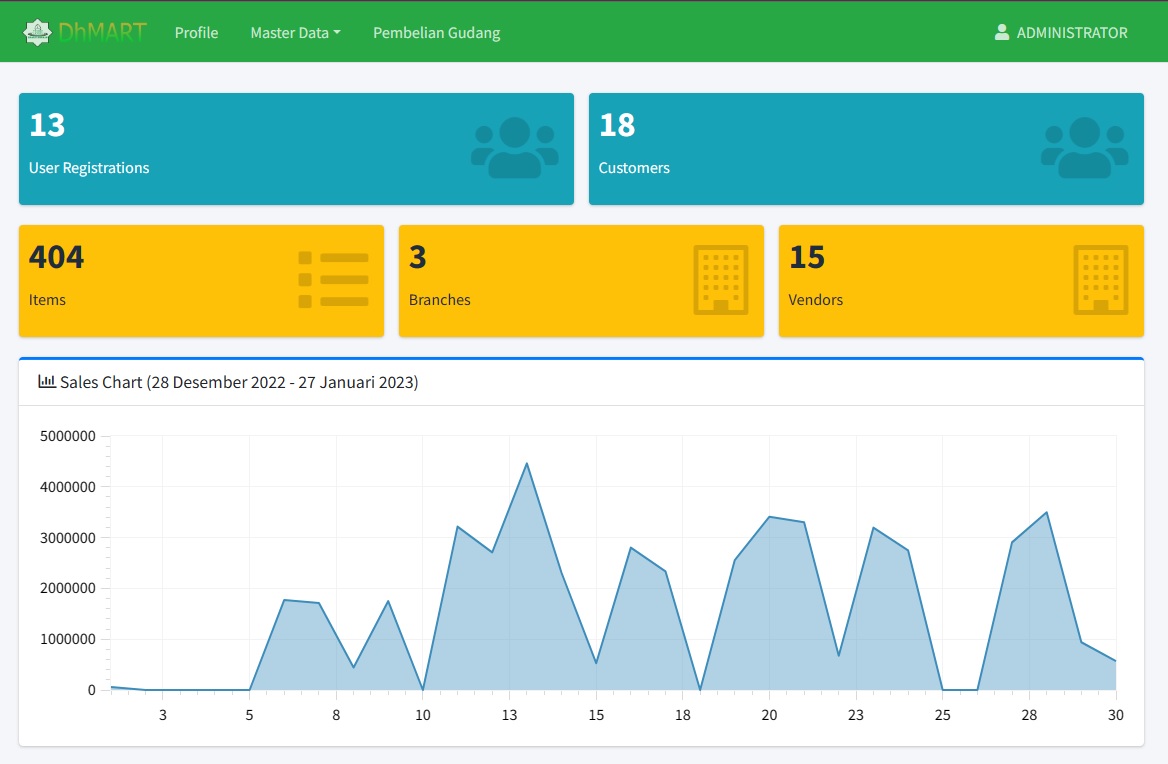 DhMART Profile Master Data Pembelian Gudang ADMINISTRATOR
13
User Registrations
18
Customers
404
Items
3
Branches
15
Vendors
Sales Chart (28 Desember 2022 - 27 Januari 2023)
5000000
4000000
3000000
2000000
1000000
0
3 5 8 10 13 15 18 20 23 25 28 30